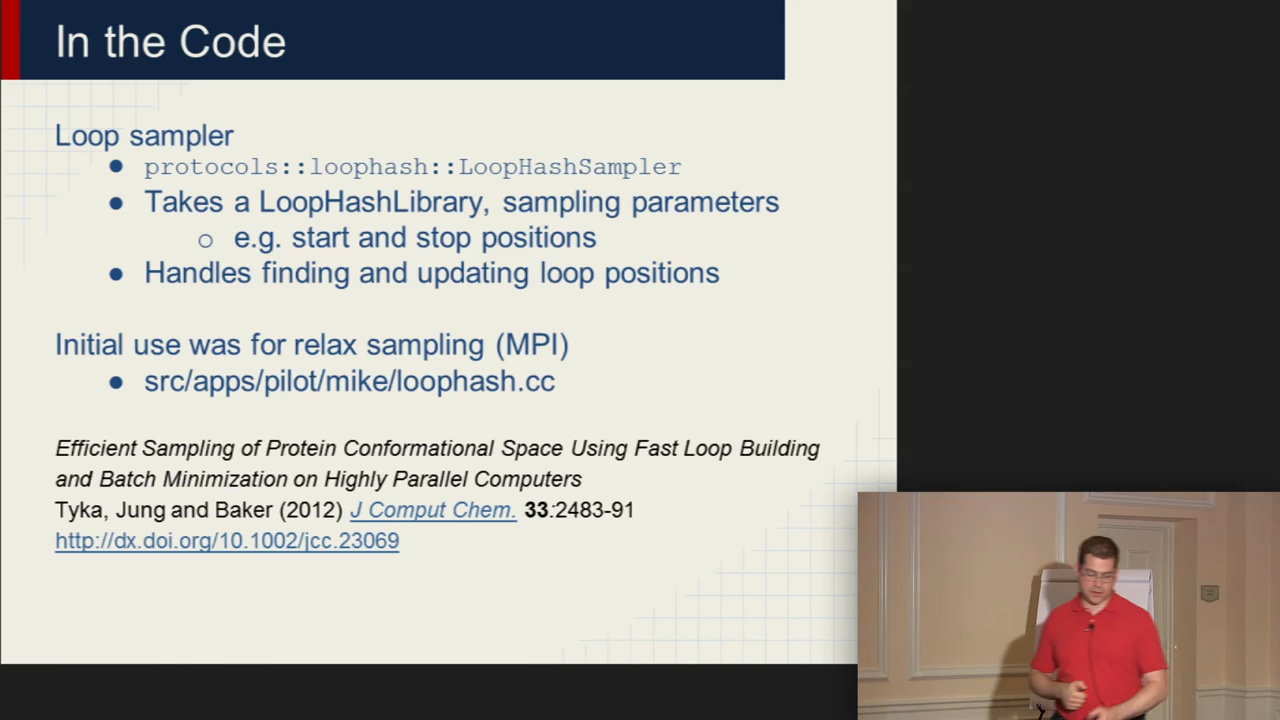 In the Code
Loop sampler
● protocols::loophash::LoopHashSampler
● Takes a LoopHashLibrary, sampling parameters
○ e.g. start and stop positions
● Handles finding and updating loop positions
Initial use was for relax sampling (MPI)
● src/apps/pilot/mike/loophash.cc
Efficient Sampling of Protein Conformational Space Using Fast Loop Building
and Batch Minimization on Highly Parallel Computers
Tyka, Jung and Baker (2012) J Comput Chem. 33:2483-91
http://dx.doi.org/10.1002/jcc.23069